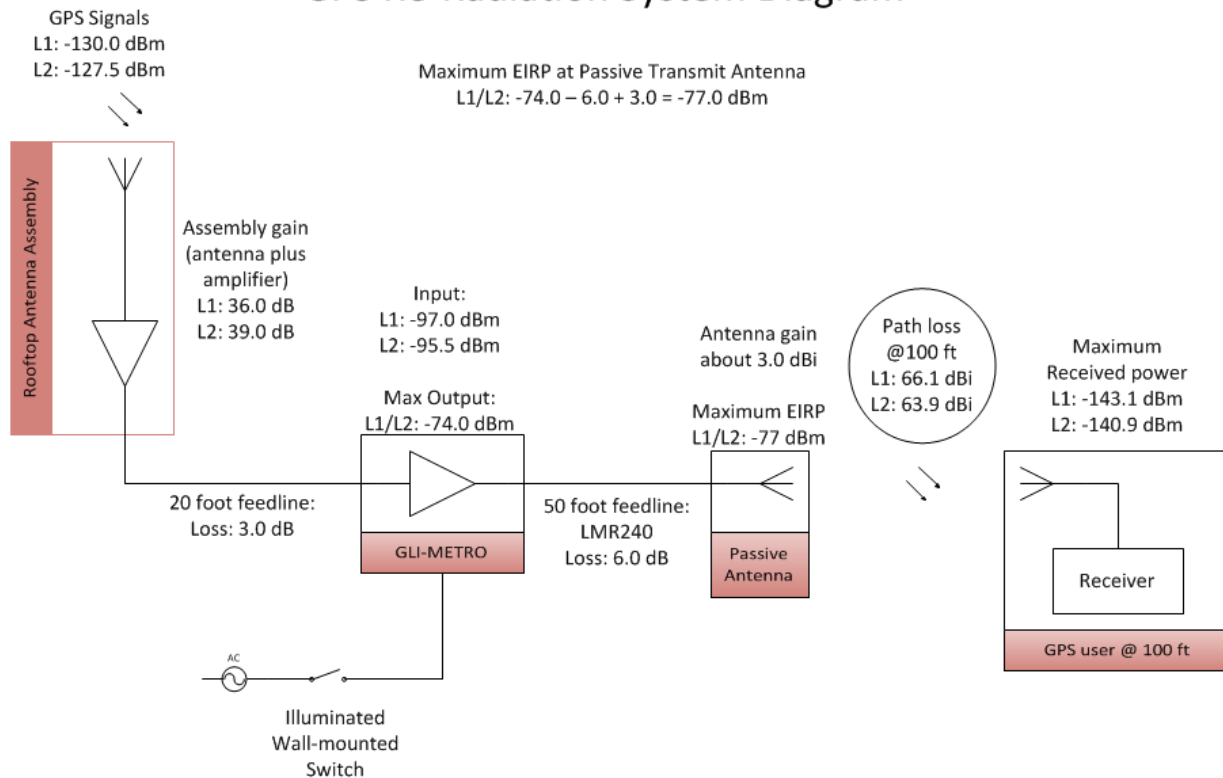 GPS Re-Radiation System Diagram
GPS Signals
L1: -130.0 dBm
L2: -127.5 dBm
Maximum EIRP at Passive Transmit Antenna
L1/L2: -74.0 – 6.0 + 3.0 = -77.0 dBm
Rooftop Antenna Assembly
Assembly gain
(antenna plus
amplifier)
L1: 36.0 dB
L2: 39.0 dB
Input:
L1: -97.0 dBm
L2: -95.5 dBm
Max Output:
L1/L2: -74.0 dBm
Antenna gain
about 3.0 dBi
Maximum EIRP
L1/L2: -77 dBm
Path loss
@100 ft
L1: 66.1 dBi
L2: 63.9 dBi
Maximum
Received power
L1: -143.1 dBm
L2: -140.9 dBm
20 foot feedline:
Loss: 3.0 dB
GLI-METRO
50 foot feedline:
LMR240
Loss: 6.0 dB
Passive
Antenna
Receiver
GPS user @ 100 ft
AC
Illuminated
Wall-mounted
Switch